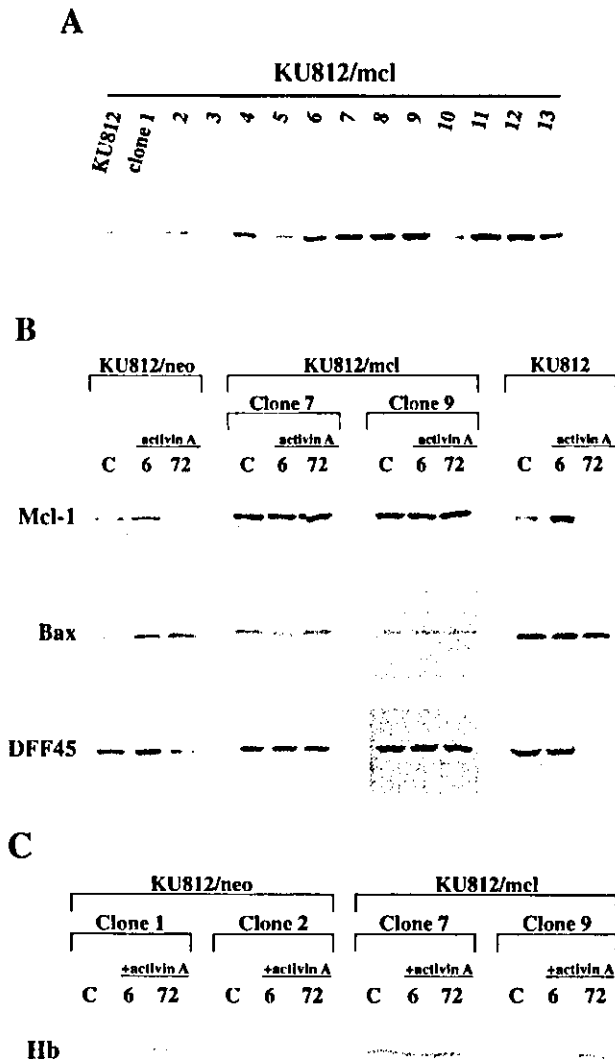 A
KU812/mcl
KU812 clone 1 2 3 4 5 6 7 8 9 10 11 12 13
B
KU812/neo KU812/mcl KU812
Clone 7 Clone 9
activin A activin A activin A activin A
C 6 72 C 6 72 C 6 72 C 6 72
Mcl-1
Bax
DFF45
C
KU812/neo KU812/mcl
Clone 1 Clone 2 Clone 7 Clone 9
+activin A +activin A +activin A +activin A
C 6 72 C 6 72 C 6 72 C 6 72
Hb